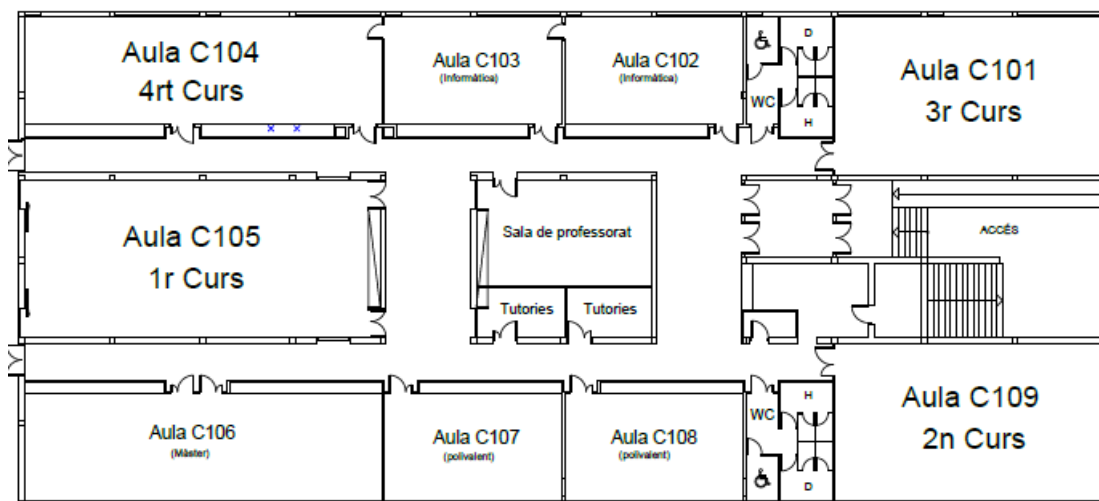 Aula C104
4rt Curs
Aula C103
(Informàtica)
Aula C102
(Informàtica)
D
WC
H
Aula C101
3r Curs
Aula C105
1r Curs
Sala de professorat
Tutories
Tutories
ACCÉS
Aula C106
(Màster)
Aula C107
(polivalent)
Aula C108
(polivalent)
H
WC
D
Aula C109
2n Curs